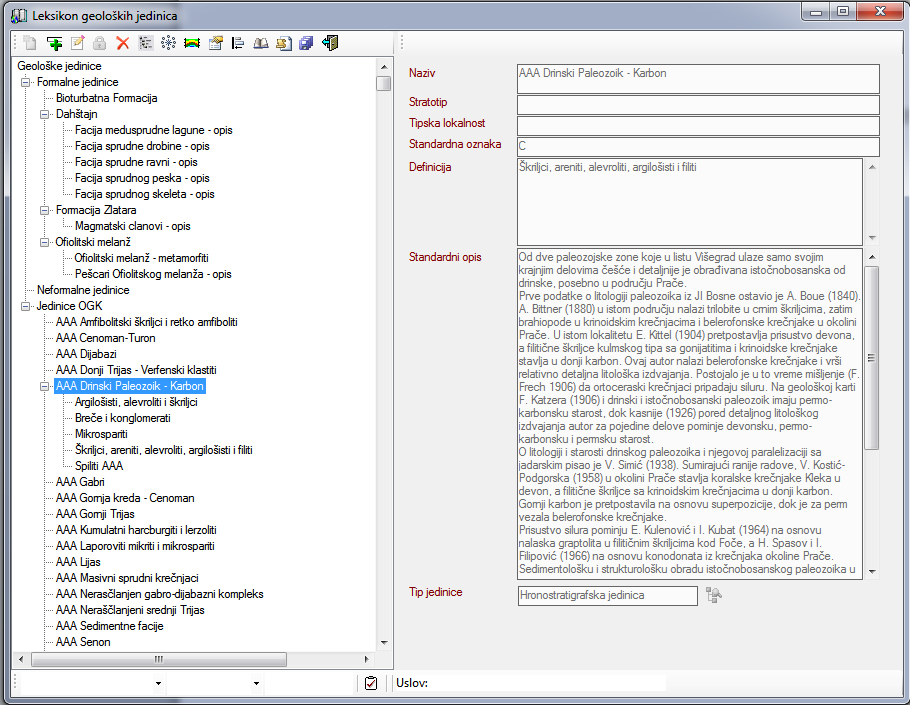 Leksikon geoloških jedinica
Geološke jedinice
Formalne jedinice
Bioturbatna Formacija
Dahštajn
Facija medusprudne lagune - opis
Facija sprudne drobine - opis
Facija sprudne ravni - opis
Facija sprudnog peska - opis
Facija sprudnog skeleta - opis
Formacija Zlatara
Magmatski clanovi - opis
Ofiolitski melanž
Ofiolitski melanž - metamorfiti
Pešcari Ofiolitskog melanža - opis
Neformalne jedinice
Jedinice OGK
AAA Amfibolitski škriljci i retko amfiboliti
AAA Cenoman-Turon
AAA Dijabazi
AAA Donji Trijas - Verfenski klastiti
AAA Drinski Paleozoik - Karbon
Argilošisti, alevroliti i škriljci
Breče i konglomerati
Mikrospariti
Škriljci, areniti, alevroliti, argilošisti i filiti
Spiliti AAA
AAA Gabri
AAA Gornja kreda - Cenoman
AAA Gornji Trijas
AAA Kumulatni harcburgiti i lerzoliti
AAA Laporoviti mikriti i mikrospariti
AAA Lijas
AAA Masivni sprudni krečnjaci
AAA Nerasčlanjen gabro-dijabazni kompleks
AAA Neraščlanjeni srednji Trijas
AAA Sedimentne facije
AAA Senon
Naziv
AAA Drinski Paleozoik - Karbon
Stratotip
Tipska lokalnost
Standardna oznaka
C
Definicija
Škriljci, areniti, alevroliti, argilošisti i filiti
Standardni opis
Od dve paleozojske zone koje u listu Višegrad ulaze samo svojim
krajnjim delovima češće i detaljnije je obrađivana istočnobosanska od
drinske, posebno u području Prače.
Prve podatke o litologiji paleozoika iz JI Bosne ostavio je A. Boue (1840).
A. Bittner (1880) u istom području nalazi trilobite u crnim škriljcima, zatim
brahiopode u krinoidskim krečnjacima i belerofonske krečnjake u okolini
Prače. U istom lokalitetu E. Kittel (1904) pretpostavlja prisustvo devona,
a filitične škriljce kulmskog tipa sa gonijatitima i krinoidske krečnjake
stavlja u donji karbon. Ovaj autor nalazi belerofonske krečnjake i vrši
relativno detaljna litološka izdvajanja. Postojalo je u to vreme mišljenje (F.
Frech 1906) da ortoceraski krečnjaci pripadaju siluru. Na geološkoj karti
F. Katzera (1906) i drinski i istočnobosanski paleozoik imaju permo-
karbonsku starost, dok kasnije (1926) pored detaljnog litološkog
izdvajanja autor za pojedine delove pominje devonsku, permo-
karbonsku i permsku starost.
O litologiji i starosti drinskog paleozoika i njegovoj paralelizaciji sa
jadarskim pisao je V. Simić (1938). Sumirajući ranije radove, V. Kostić-
Podgorska (1958) u okolini Prače stavlja koralske krečnjake Kleka u
devon, a filitične škriljce sa krinoidskim krečnjacima u donji karbon.
Gornji karbon je pretpostavila na osnovu superpozicije, dok je za perm
vezala belerofonske krečnjake.
Prisustvo silura pominju E. Kulenović i I. Kubat (1964) na osnovu
nalaska graptolita u filitičnim škriljcima kod Foče, a H. Spasov i I.
Filipović (1966) na osnovu konodonata iz krečnjaka okoline Prače.
Sedimentološku i strukturološku obradu istočnobosanskog paleozoika u
Tip jedinice
Hronostratigrafska jedinica
Uslov: